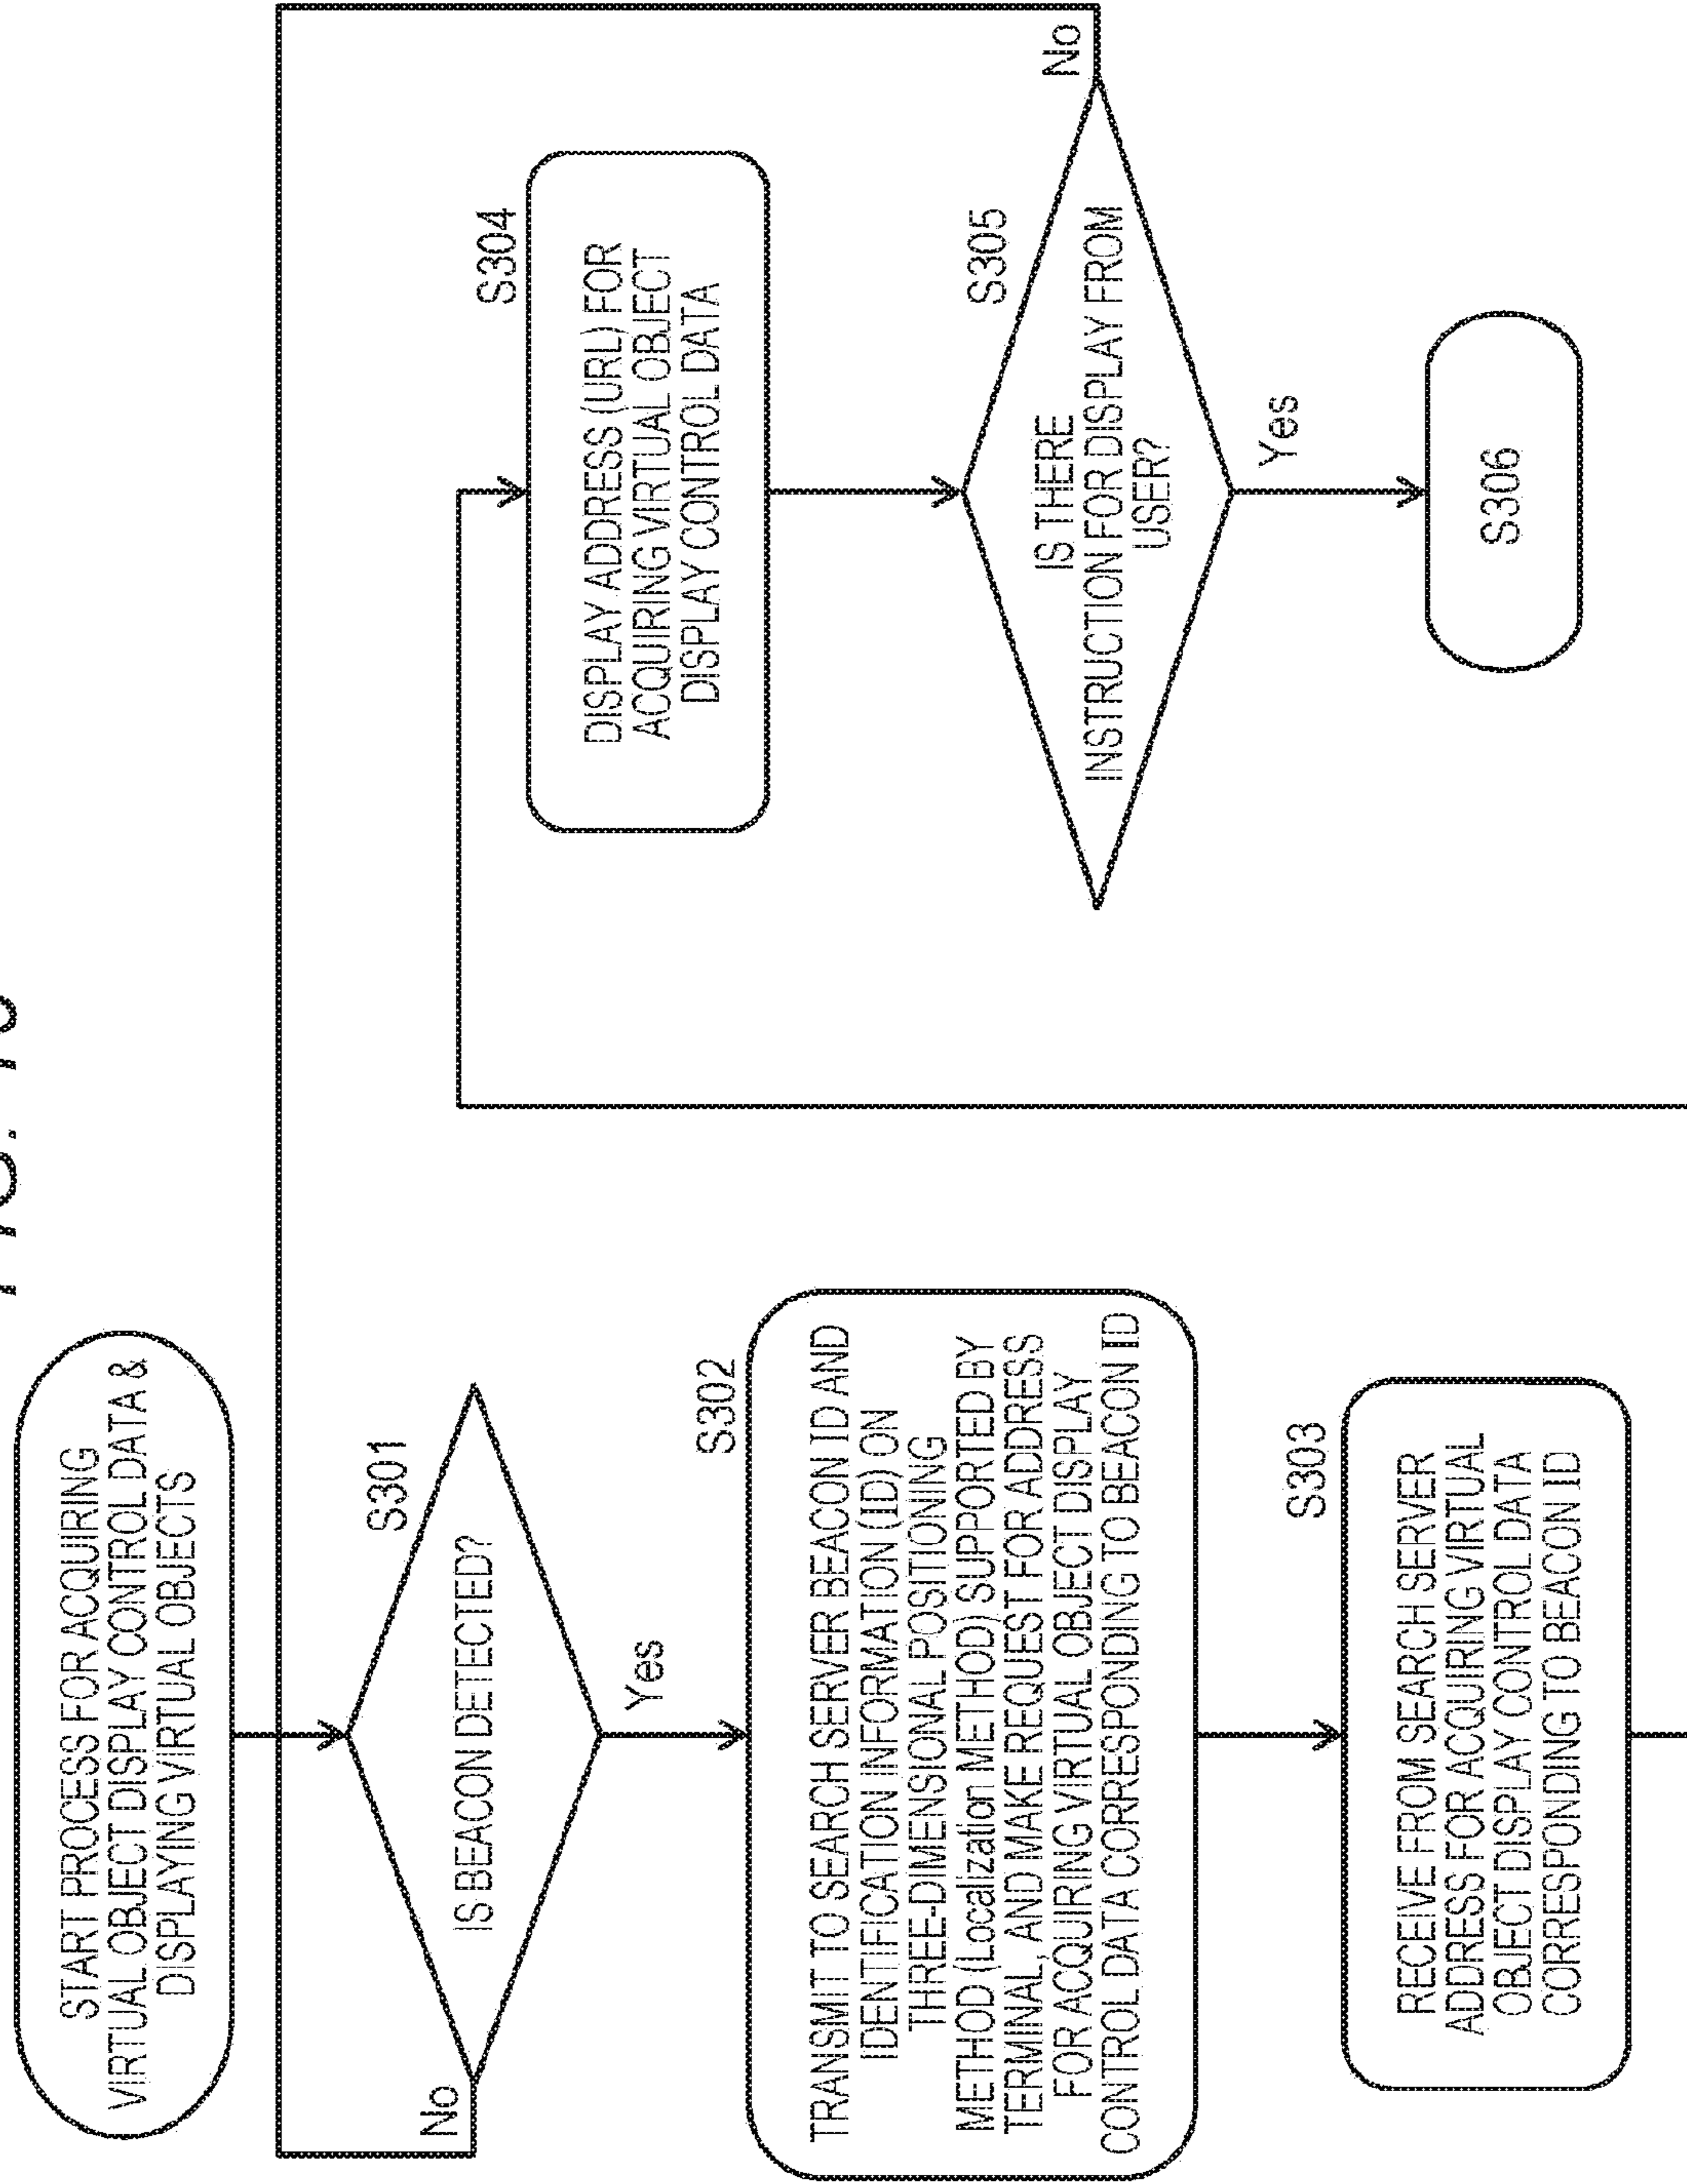 START PROCESS FOR ACQUIRING
VIRTUAL OBJECT DISPLAY CONTROL DATA &
DISPLAYING VIRTUAL OBJECTS
S301
IS BEACON DETECTED?
No
Yes
S302
TRANSMIT TO SEARCH SERVER BEACON ID AND
IDENTIFICATION INFORMATION (ID) ON
THREE-DIMENSIONAL POSITIONING
METHOD (Localization METHOD) SUPPORTED BY
TERMINAL, AND MAKE REQUEST FOR ADDRESS
FOR ACQUIRING VIRTUAL OBJECT DISPLAY
CONTROL DATA CORRESPONDING TO BEACON ID
S303
RECEIVE FROM SEARCH SERVER
ADDRESS FOR ACQUIRING VIRTUAL
OBJECT DISPLAY CONTROL DATA
CORRESPONDING TO BEACON ID
S304
DISPLAY ADDRESS (URL) FOR
ACQUIRING VIRTUAL OBJECT
DISPLAY CONTROL DATA
S305
IS THERE
INSTRUCTION FOR DISPLAY FROM
USER?
No
Yes
S306